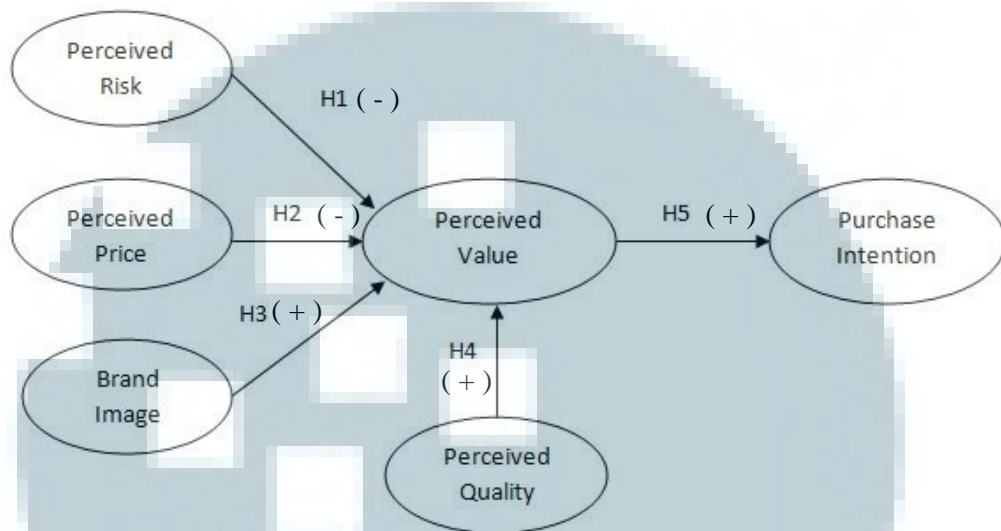 Perceived
Risk
H1 ( - )
Perceived
Price
H2 ( - )
Perceived
Value
H5 ( + )
Purchase
Intention
H3 ( + )
Brand
Image
H4
( + )
Perceived
Quality